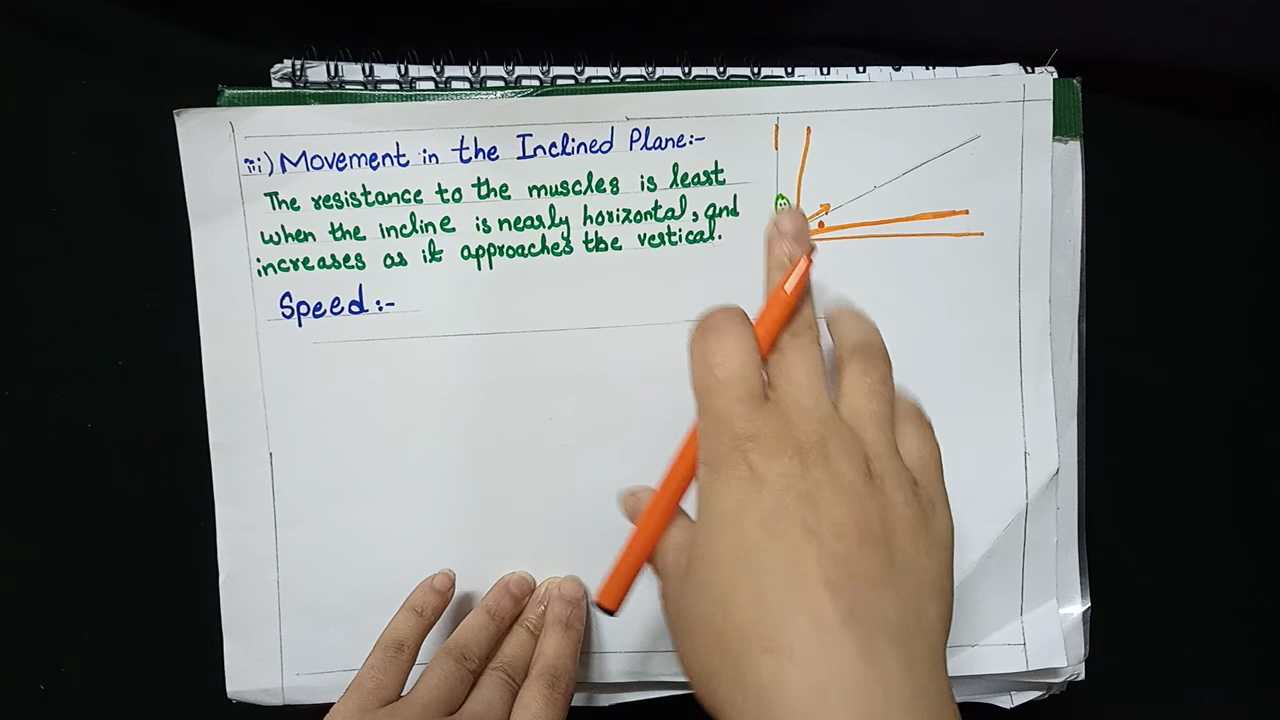 iii) Movement in the Inclined Plane:-
The resistance to the muscles is least
when the incline is nearly horizontal, and
increases as it approaches the vertical.
Speed:-